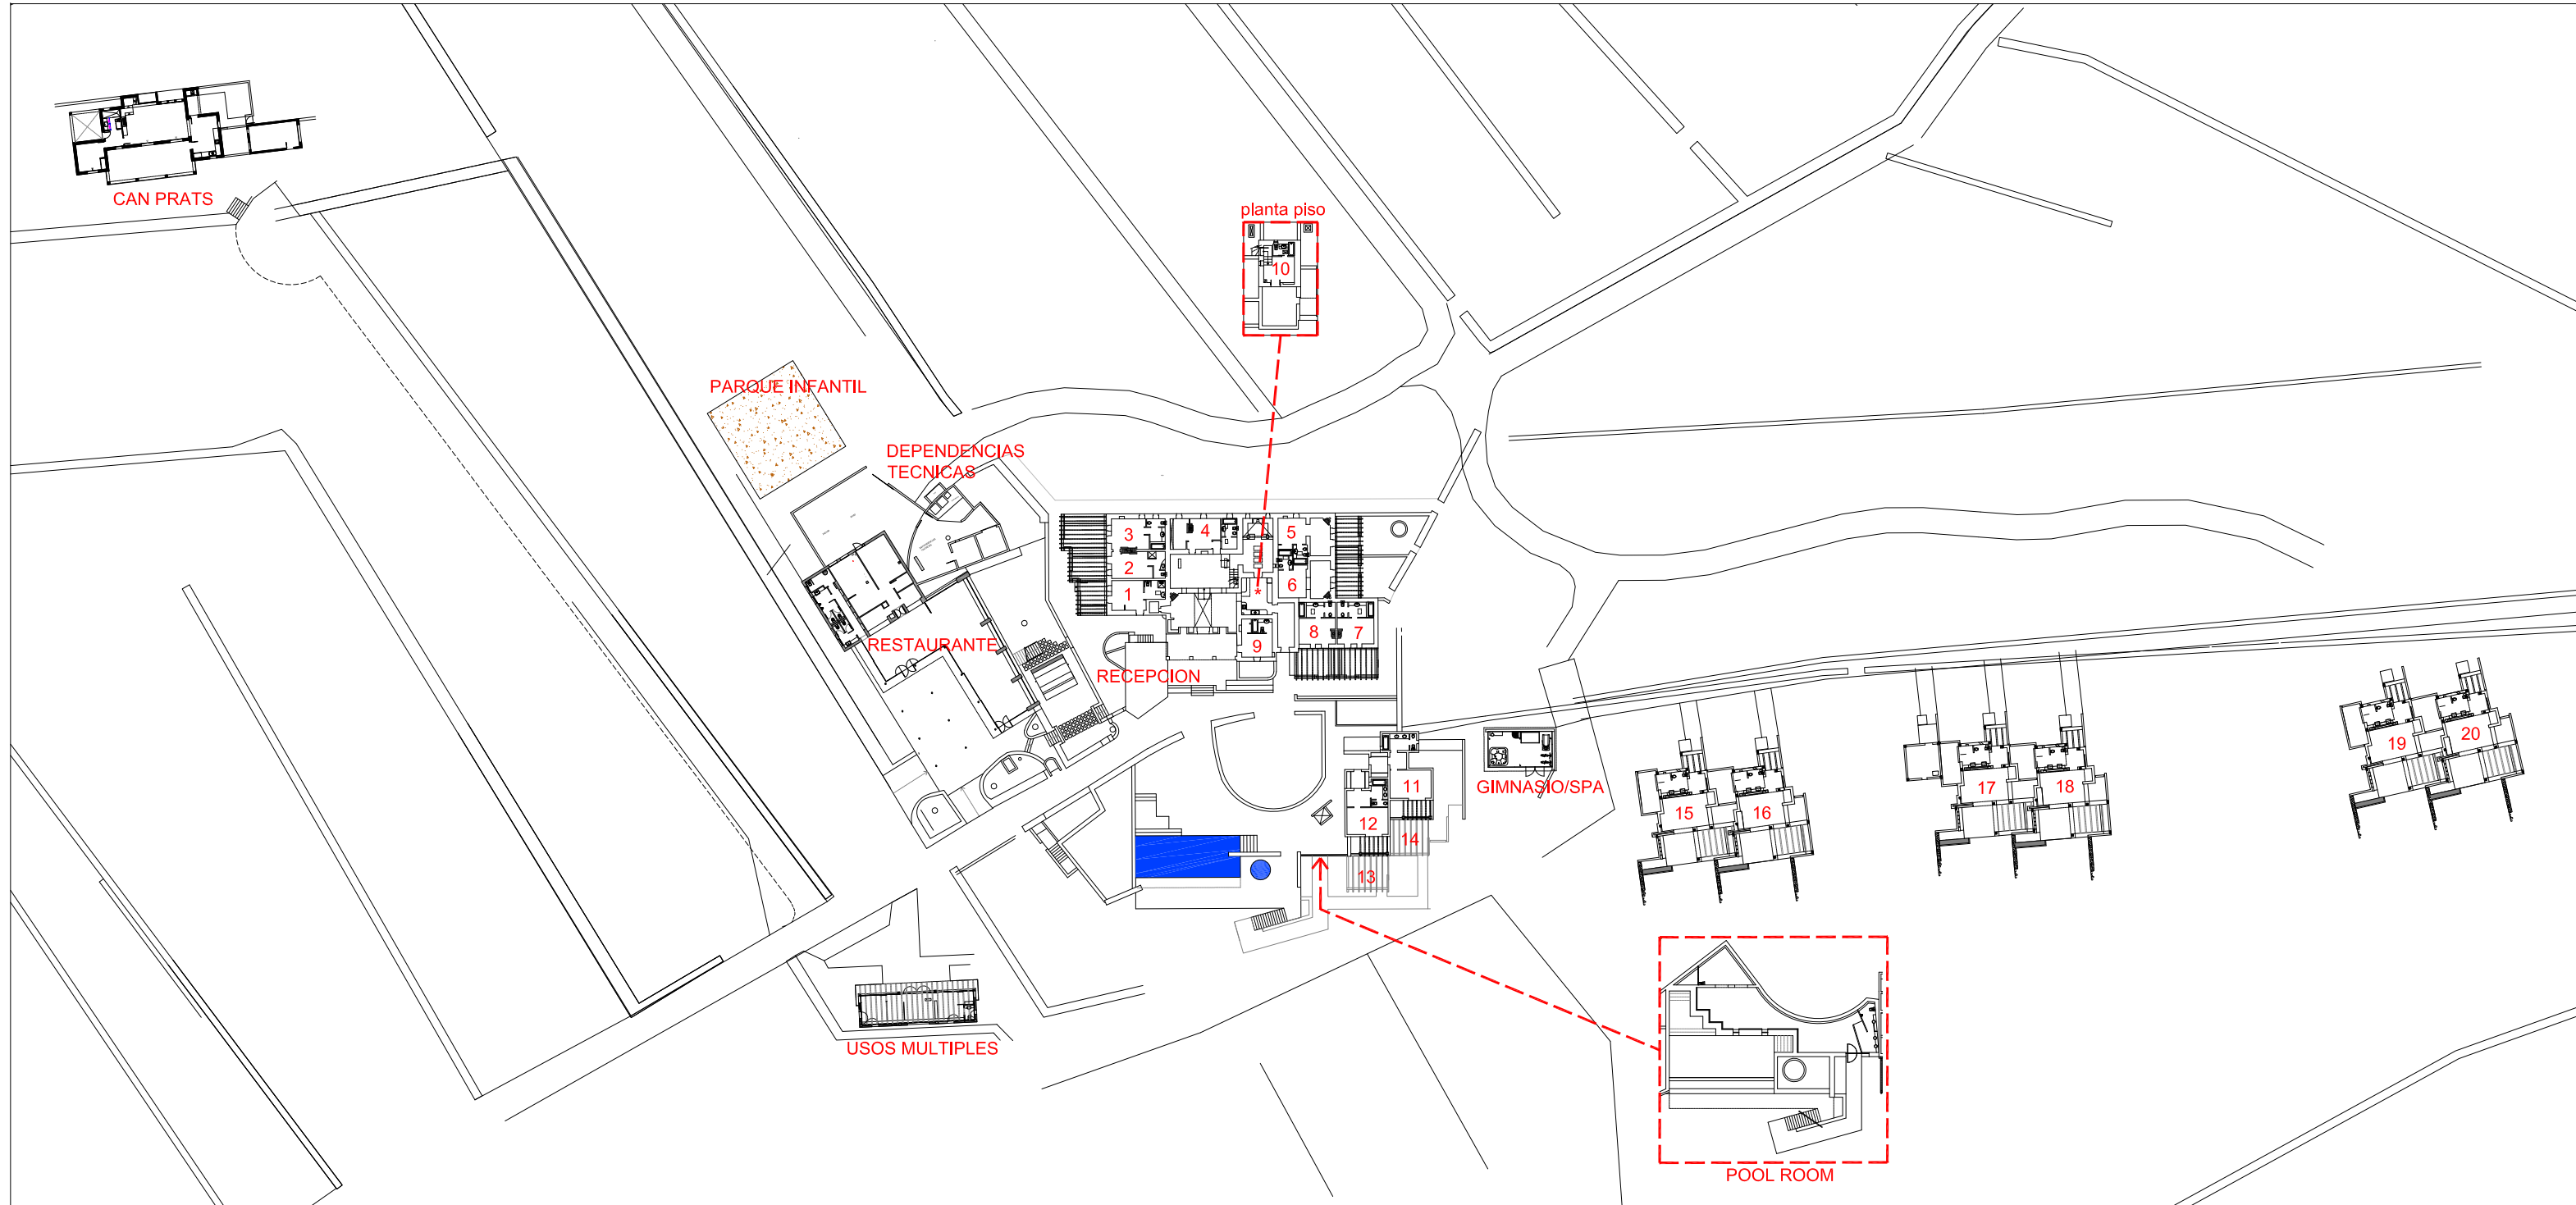 CAN PRATS
planta piso
10
PARQUE INFANTIL
DEPENDENCIAS
TECNICAS
3
4
5
2
6
1
*
8
7
9
RESTAURANTE
RECEPCION
11
12
14
13
GIMNASIO/SPA
15
16
17
18
19
20
USOS MULTIPLES
POOL ROOM